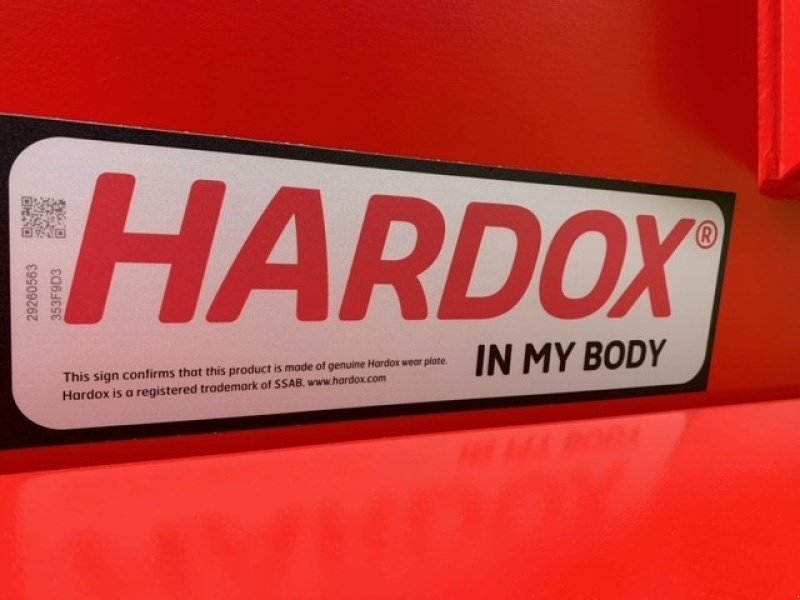 HARDOX®
IN MY BODY
This sign confirms that this product is made of genuine Hardox wear plate.
Hardox is a registered trademark of SSAB. www.hardox.com
29260563
353F9D3